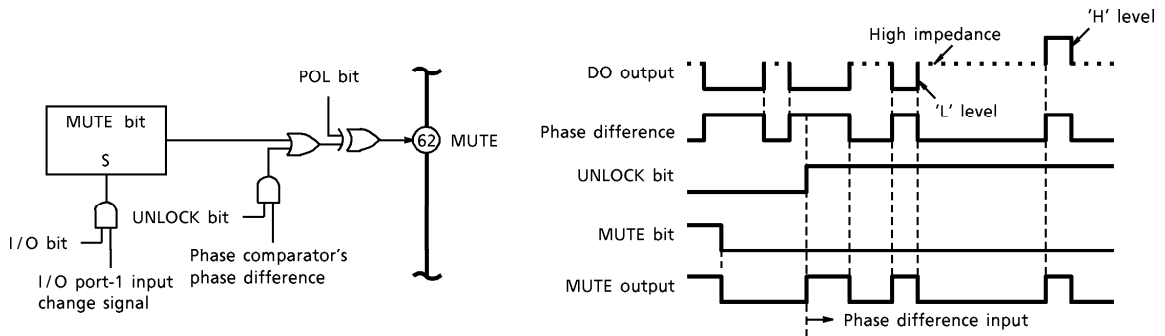 POL bit
MUTE bit
S
62
MUTE
UNLOCK bit
I/O bit
Phase comparator's
phase difference
I/O port-1 input
change signal
'H' level
High impedance
DO output
'L' level
Phase difference
UNLOCK bit
MUTE bit
MUTE output
Phase difference input